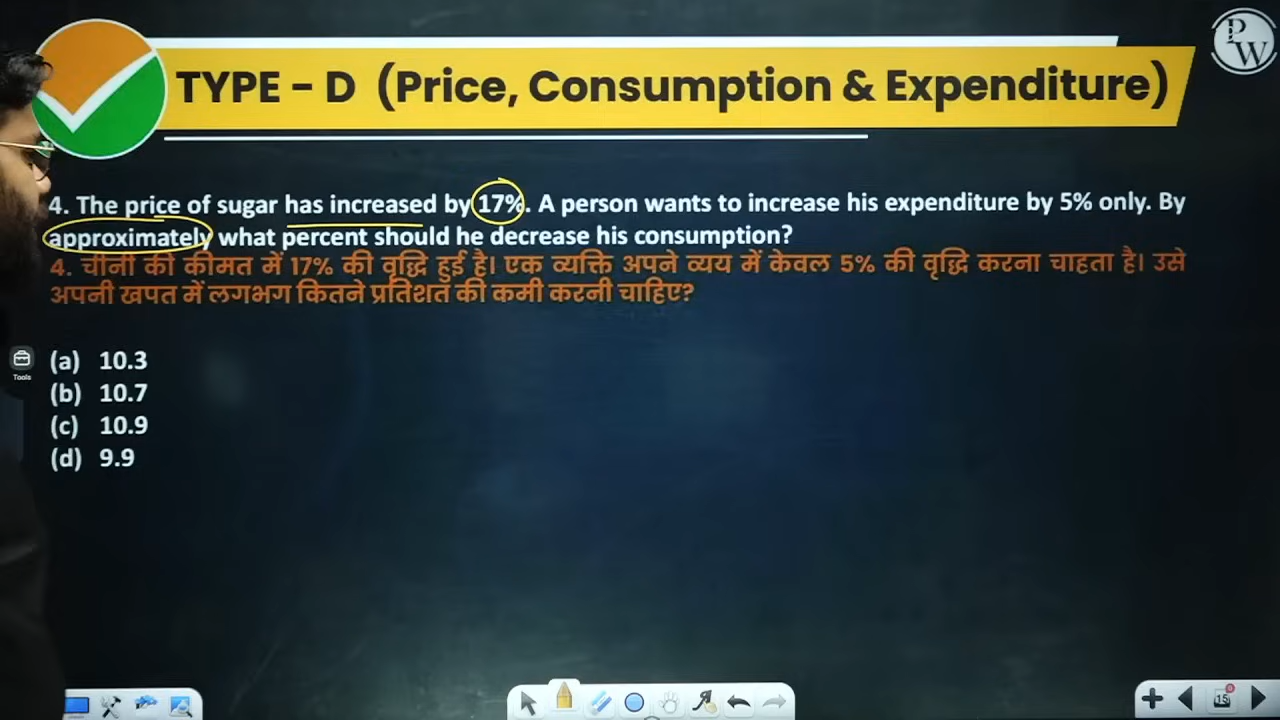 PW
TYPE - D (Price, Consumption & Expenditure)
4. The price of sugar has increased by 17%. A person wants to increase his expenditure by 5% only. By
approximately what percent should he decrease his consumption?
4. चीनी की कीमत में 17% की वृद्धि हुई है। एक व्यक्ति अपने व्यय में केवल 5% की वृद्धि करना चाहता है। उसे
अपनी खपत में लगभग कितने प्रतिशत की कमी करनी चाहिए?
(a) 10.3
Tools
(b) 10.7
(c) 10.9
(d) 9.9
15